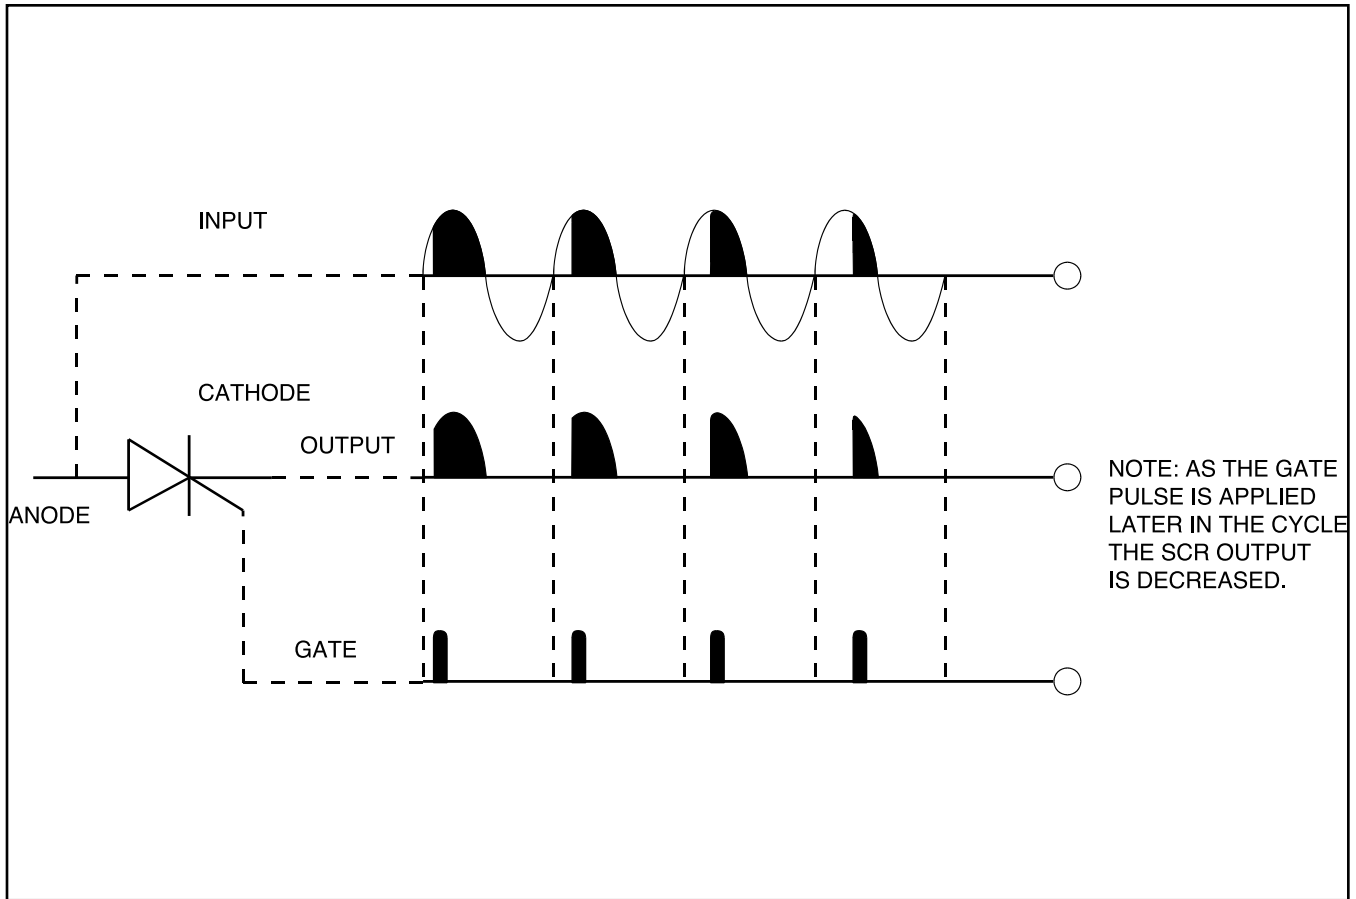 INPUT
CATHODE
OUTPUT
ANODE
GATE
NOTE: AS THE GATE
PULSE IS APPLIED
LATER IN THE CYCLE
THE SCR OUTPUT
IS DECREASED.